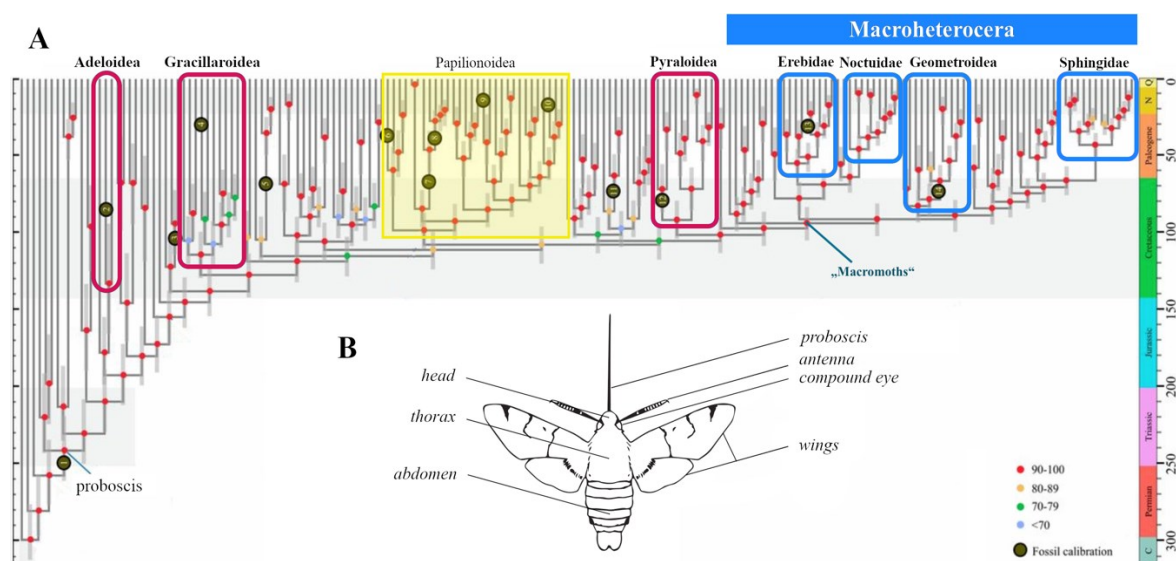 Macroheterocera
A
Adeloidea
Gracillaroidea
Papilionoidea
Pyraloidea
Erebidae
Noctuidae
Geometroidea
Sphingidae
Q
N
Paleogene
Cretaceous
Jurassic
Triassic
Permian
C
0
50
100
150
200
250
300
„Macromoths“
proboscis
B
head
thorax
abdomen
proboscis
antenna
compound eye
wings
90-100
80-89
70-79
<70
Fossil calibration
1
2